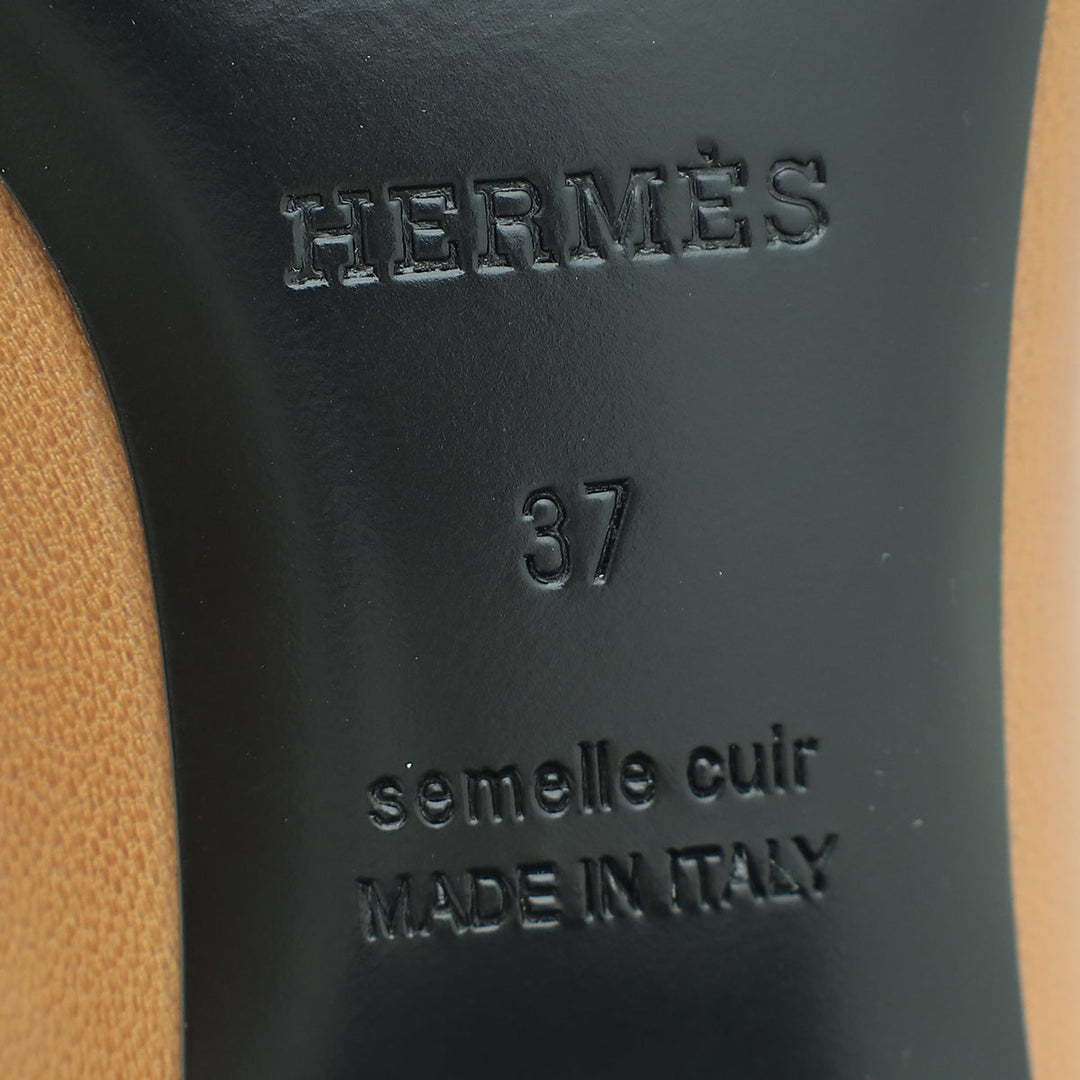 HERMÈS
37
semelle cuir
MADE IN ITALY